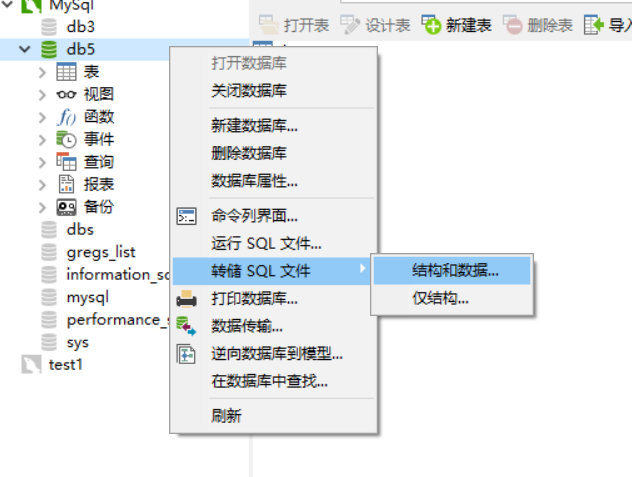 MySql
db3
db5
表
视图
函数
事件
查询
报表
备份
dbs
gregs_list
information_sc
mysql
performance_s
sys
test1
打开表 设计表 新建表 删除表 导入
打开数据库
关闭数据库
新建数据库...
删除数据库
数据库属性...
命令列界面...
运行 SQL 文件...
转储 SQL 文件
打印数据库...
数据传输...
逆向数据库到模型...
在数据库中查找...
刷新
结构和数据...
仅结构...